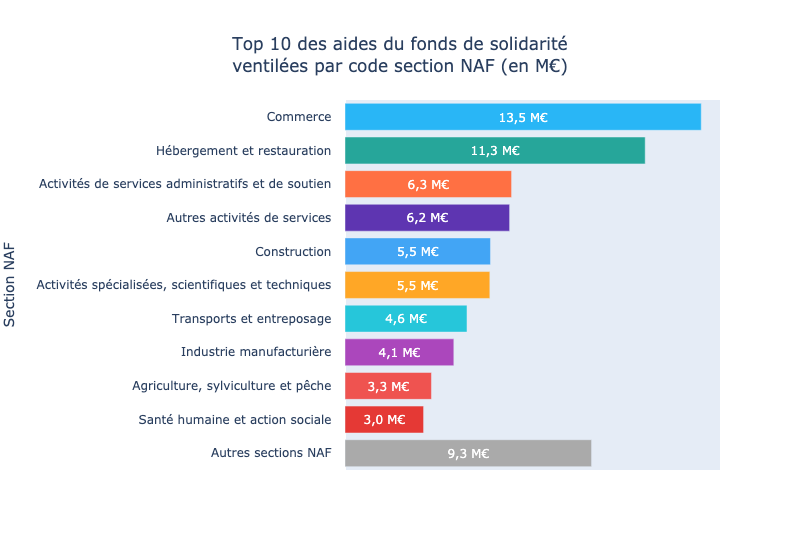 Top 10 des aides du fonds de solidarité
ventilées par code section NAF (en M€)
Section NAF
Commerce 13,5 M€
Hébergement et restauration 11,3 M€
Activités de services administratifs et de soutien 6,3 M€
Autres activités de services 6,2 M€
Construction 5,5 M€
Activités spécialisées, scientifiques et techniques 5,5 M€
Transports et entreposage 4,6 M€
Industrie manufacturière 4,1 M€
Agriculture, sylviculture et pêche 3,3 M€
Santé humaine et action sociale 3,0 M€
Autres sections NAF 9,3 M€